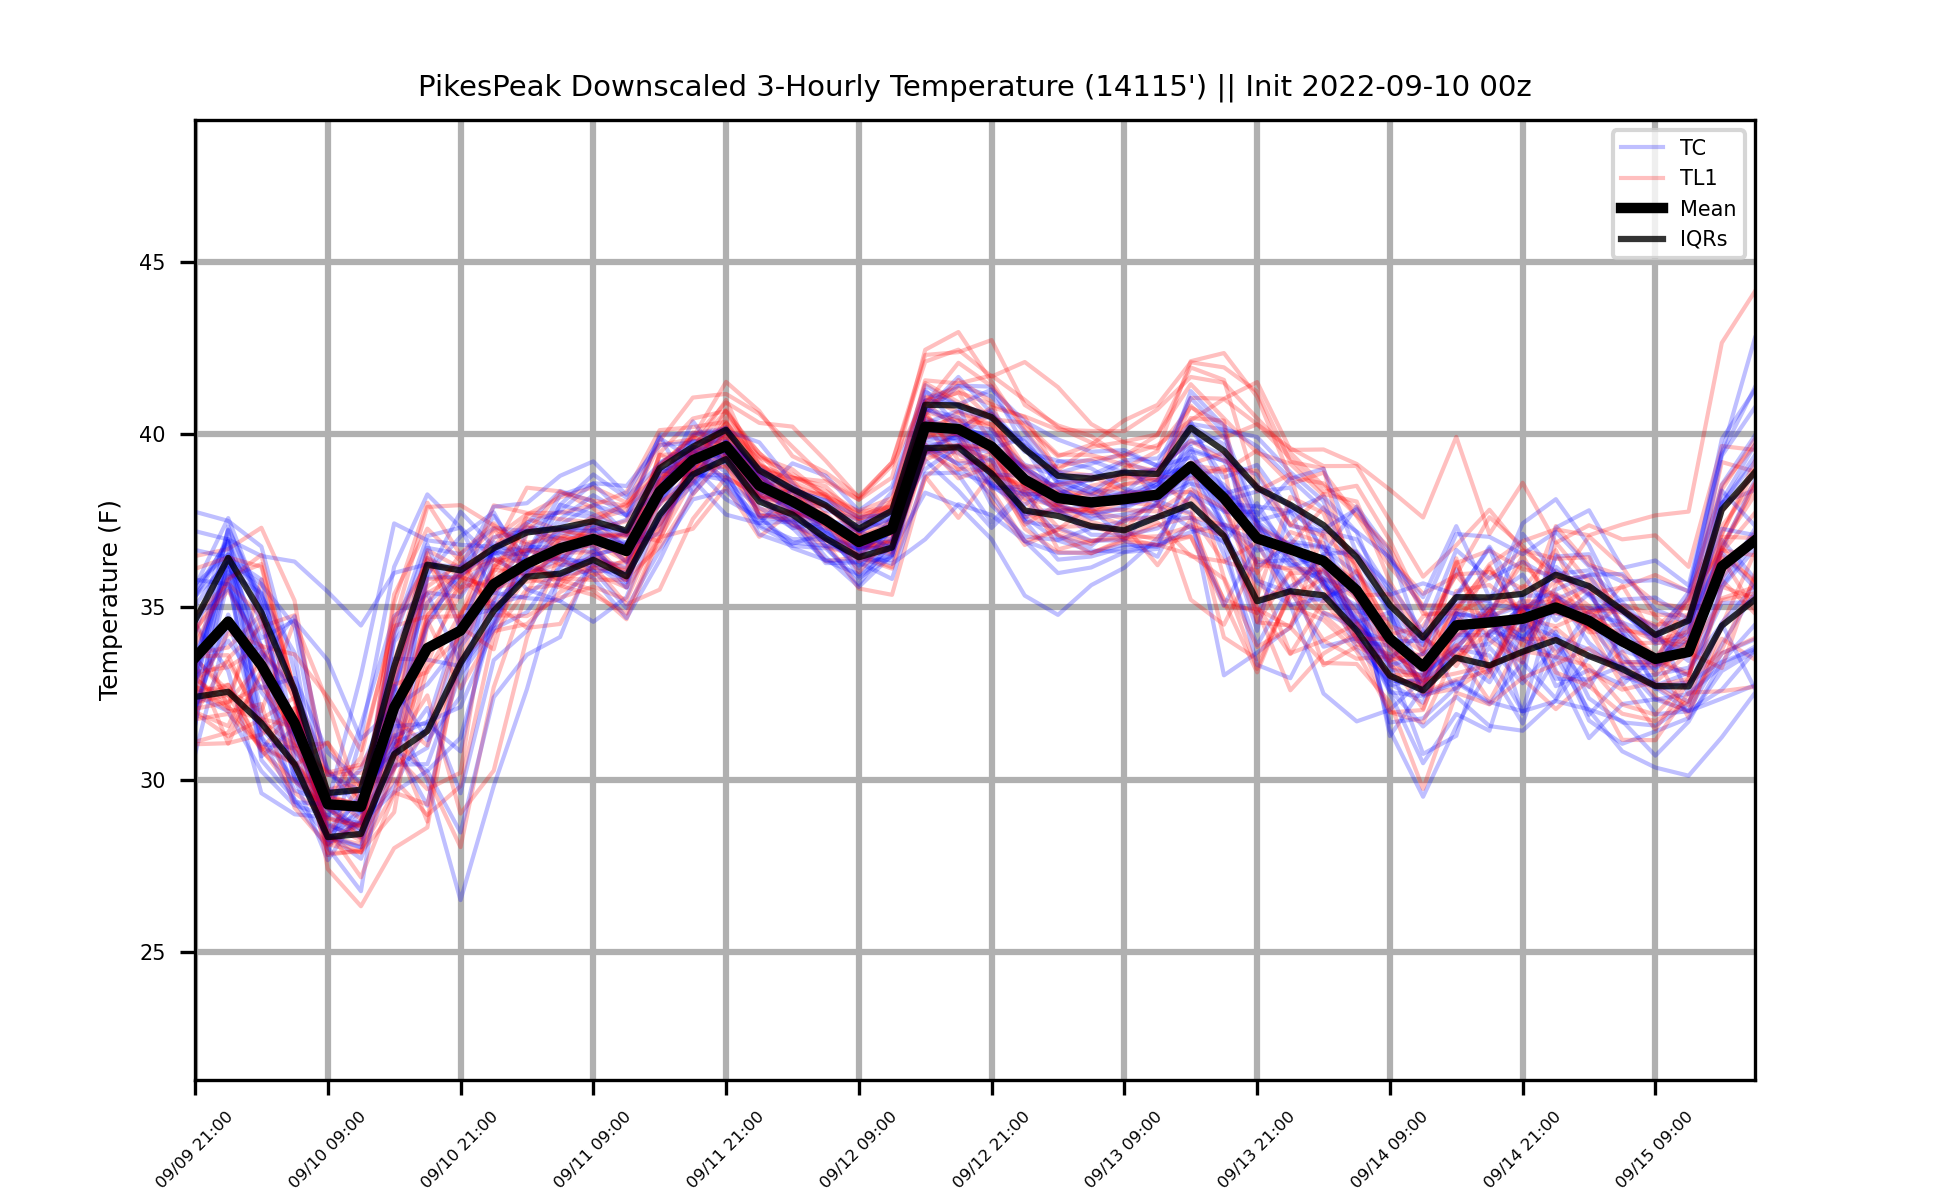 PikesPeak Downscaled 3-Hourly Temperature (14115') || Init 2022-09-10 00z
TC
TL1
Mean
IQRs
Temperature (F)
45
40
35
30
25
09/09 21:00
09/10 09:00
09/10 21:00
09/11 09:00
09/11 21:00
09/12 09:00
09/12 21:00
09/13 09:00
09/13 21:00
09/14 09:00
09/14 21:00
09/15 09:00